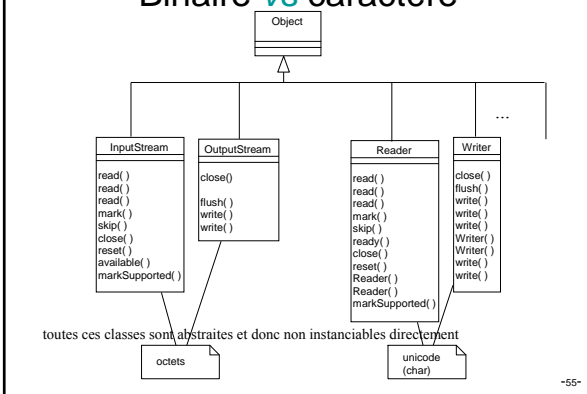 Binaire vs caractère
Object
...
InputStream
read( )
read( )
read( )
mark( )
skip( )
close( )
reset( )
available( )
markSupported( )
OutputStream
close()
flush( )
write( )
write( )
Reader
read( )
read( )
read( )
mark( )
skip( )
ready( )
close( )
reset( )
Reader( )
Reader( )
markSupported( )
Writer
close( )
flush( )
write( )
write( )
write( )
Writer( )
Writer( )
write( )
write( )
toutes ces classes sont abstraites et donc non instanciables directement
octets
unicode
(char)
-55-